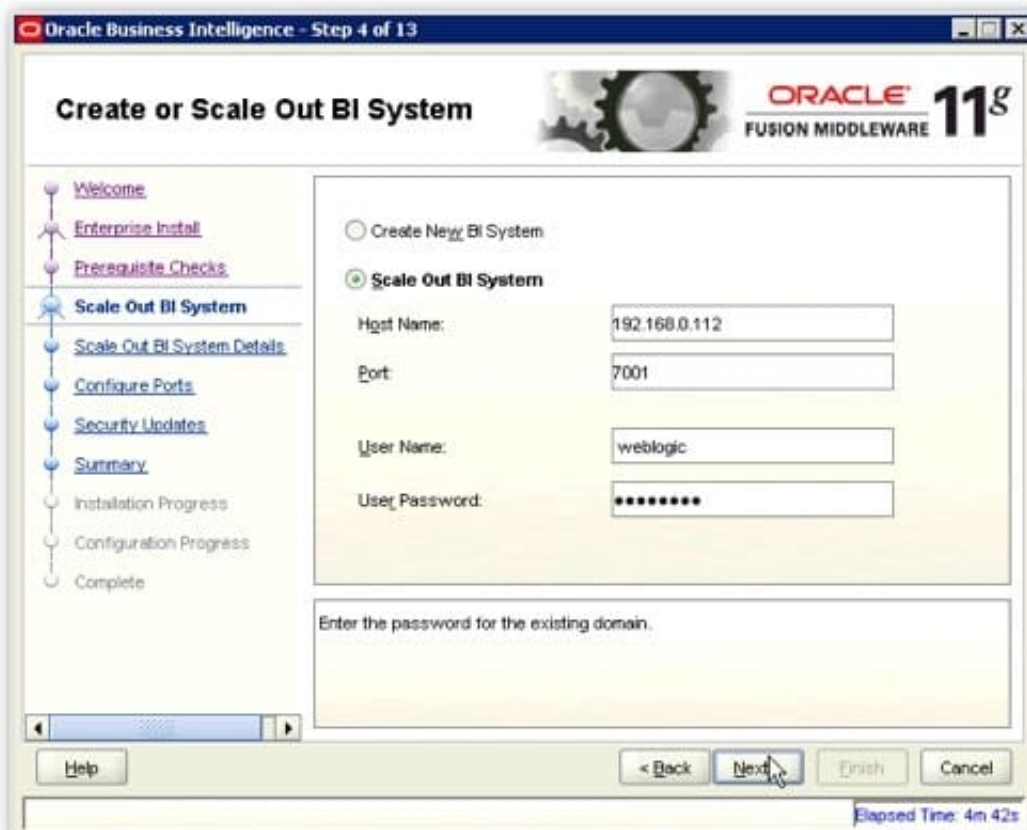 Oracle Business Intelligence - Step 4 of 13
Create or Scale Out BI System
ORACLE
FUSION MIDDLEWARE 11g
Welcome
Enterprise Install
Prerequisite Checks
Scale Out BI System
Scale Out BI System Details
Configure Ports
Security Updates
Summary
Installation Progress
Configuration Progress
Complete
Create New BI System
Scale Out BI System
Host Name: 192.168.0.112
Port: 7001
User Name: weblogic
User Password: ••••••••
Enter the password for the existing domain.
Help < Back Next Finish Cancel
Elapsed Time: 4m 42s